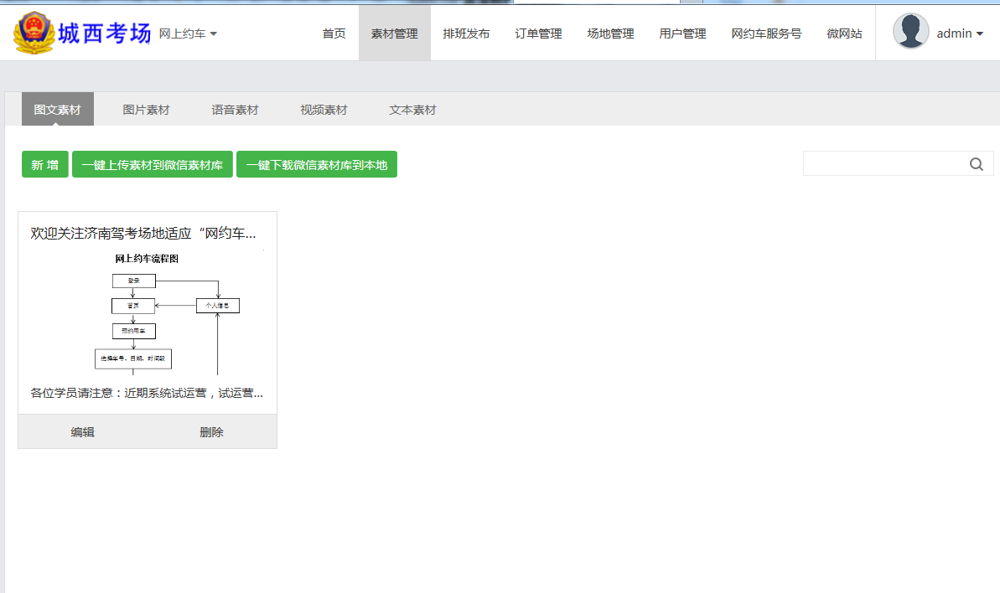 城西考场
网上约车
首页
素材管理
排班发布
订单管理
场地管理
用户管理
网约车服务号
微网站
admin
图文素材
图片素材
语音素材
视频素材
文本素材
新 增
一键上传素材到微信素材库
一键下载微信素材库到本地
欢迎关注济南驾考场地适应“网约车...
网上约车流程图
登录
首页
个人信息
预约用车
选择车号、日期、时间段
各位学员请注意：近期系统试运营，试运营...
编辑
删除